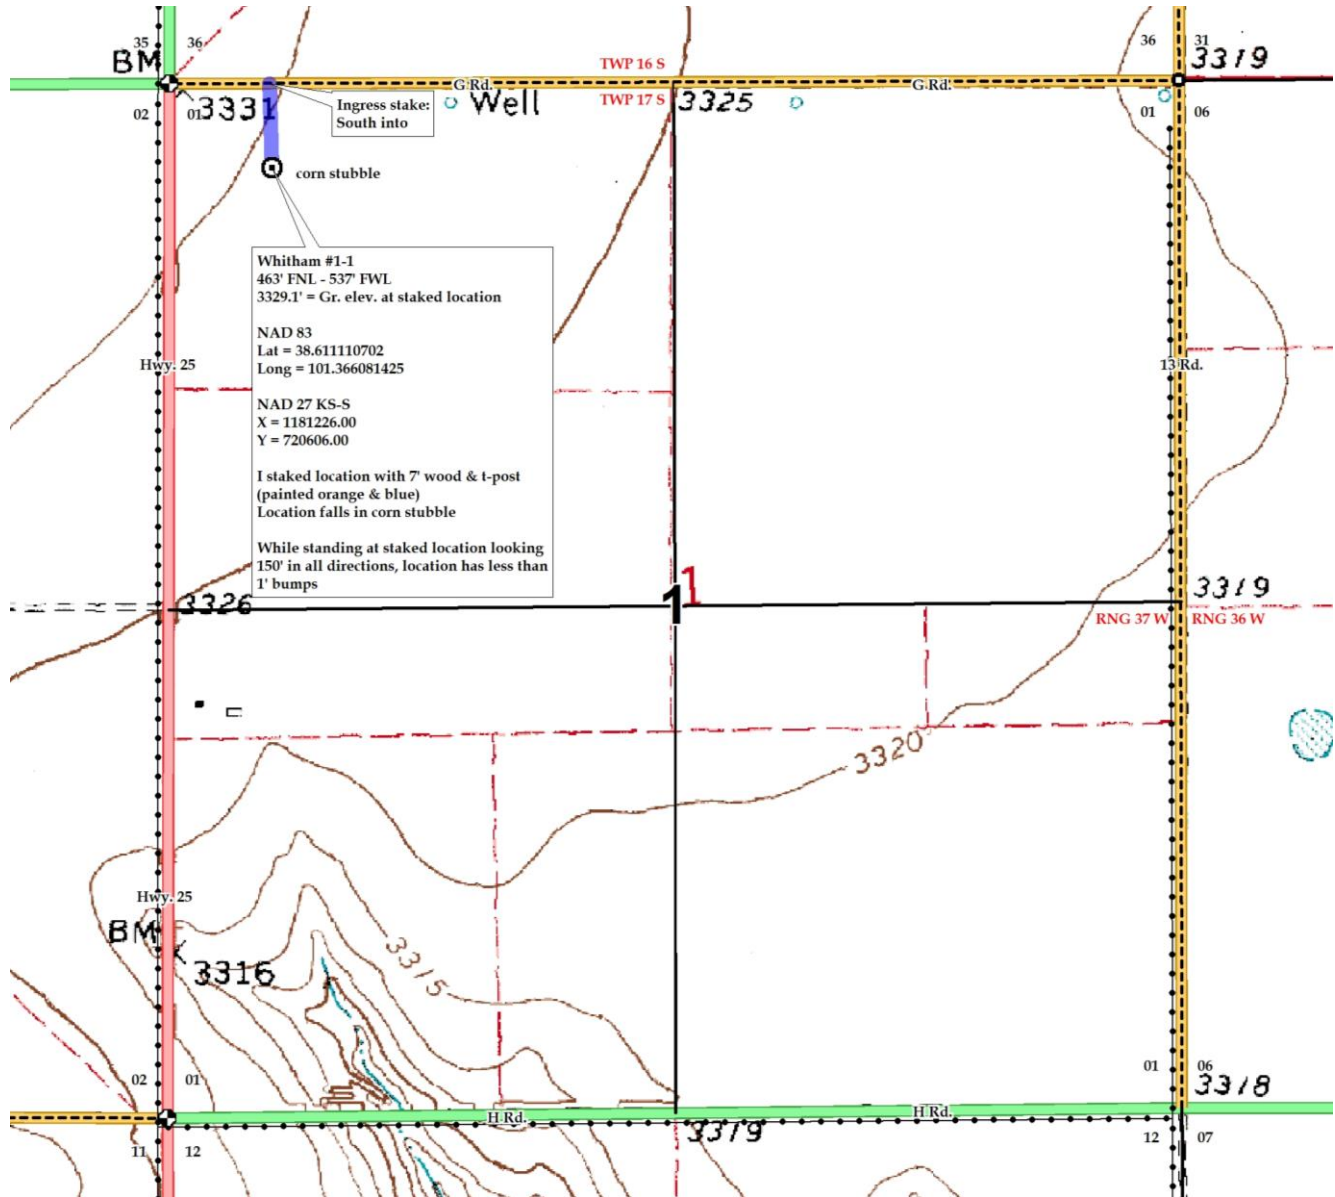 35
36
36
31
BM
3319
TWP 16 S
G Rd.
G Rd.
02
01
3331
Ingress stake:
South into
Well
TWP 17 S
3325
01
06
corn stubble
Whitham #1-1
463' FNL - 537' FWL
3329.1' = Gr. elev. at staked location
NAD 83
Lat = 38.611110702
Long = 101.366081425
NAD 27 KS-S
X = 1181226.00
Y = 720606.00
I staked location with 7' wood & t-post
(painted orange & blue)
Location falls in corn stubble
While standing at staked location looking
150' in all directions, location has less than
1' bumps
Hwy. 25
13 Rd.
3326
1
1
3319
RNG 37 W
RNG 36 W
3320
Hwy. 25
BM
3316
3315
02
01
01
06
3318
H Rd.
H Rd.
3319
11
12
12
07